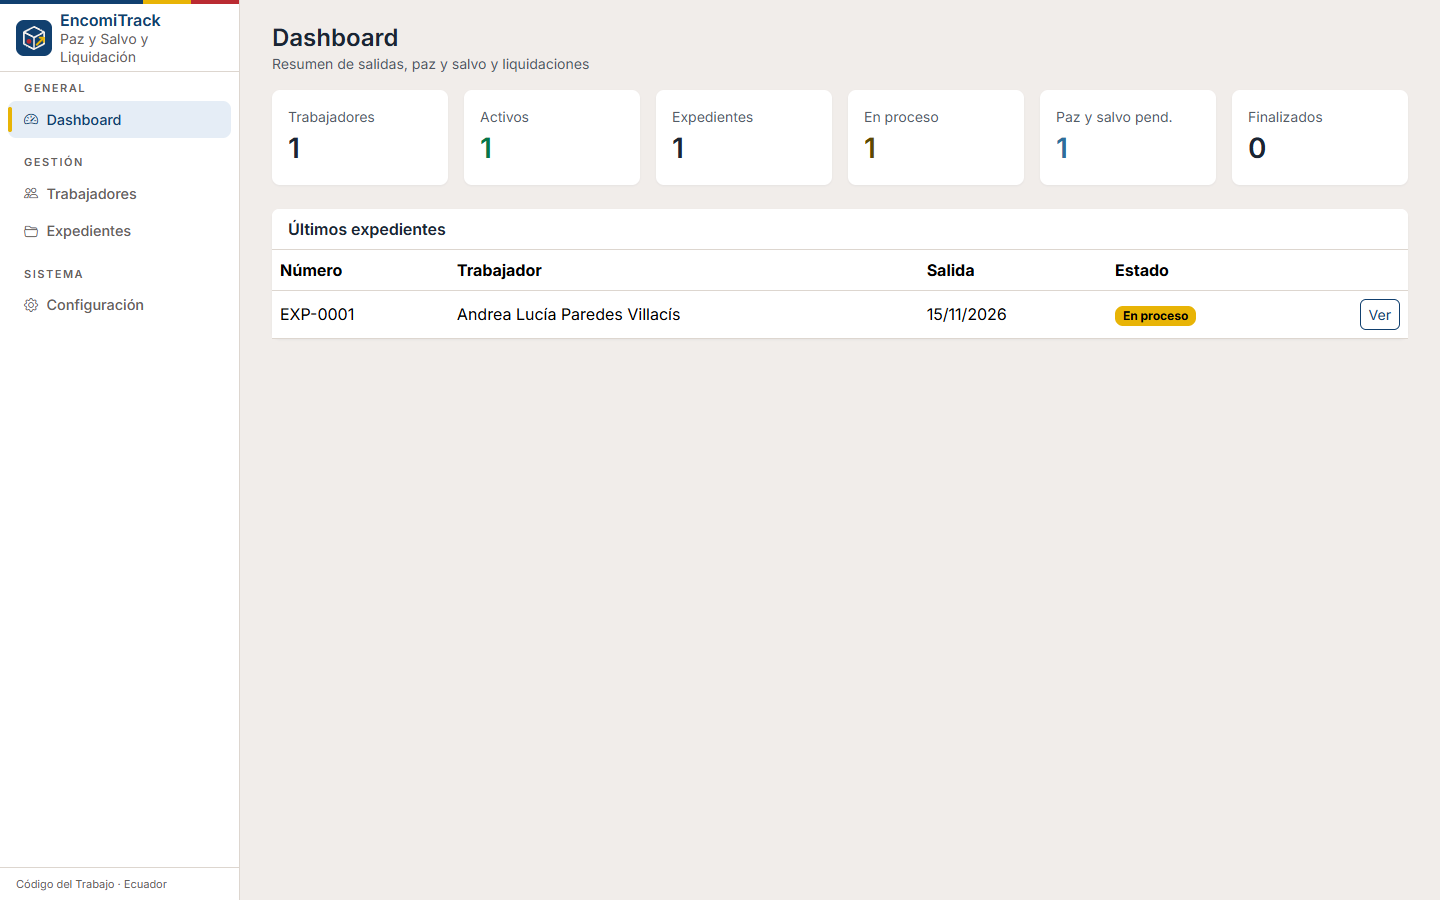 EncomiTrack
Paz y Salvo y
Liquidación
GENERAL
Dashboard
GESTIÓN
Trabajadores
Expedientes
SISTEMA
Configuración
Código del Trabajo · Ecuador
Dashboard
Resumen de salidas, paz y salvo y liquidaciones
Trabajadores
1
Activos
1
Expedientes
1
En proceso
1
Paz y salvo pend.
1
Finalizados
0
Últimos expedientes
Número Trabajador Salida Estado
EXP-0001 Andrea Lucía Paredes Villacís 15/11/2026 En proceso Ver